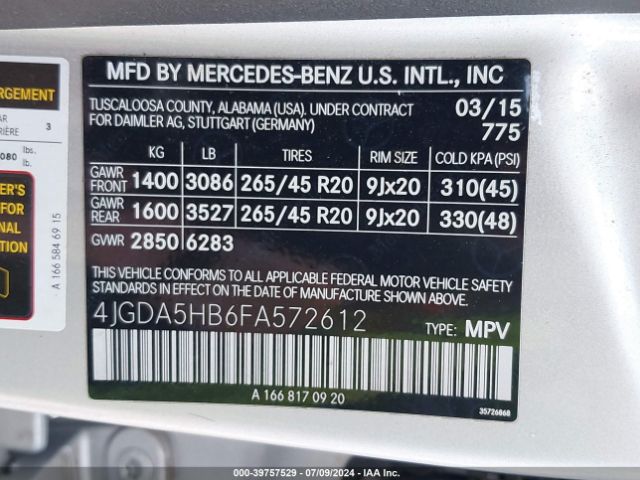 MFD BY MERCEDES-BENZ U.S. INTL., INC
TUSCALOOSA COUNTY, ALABAMA (USA). UNDER CONTRACT 03/15
FOR DAIMLER AG, STUTTGART (GERMANY) 775
KG LB TIRES RIM SIZE COLD KPA (PSI)
GAWR FRONT 1400 3086 265/45 R20 9Jx20 310(45)
GAWR REAR 1600 3527 265/45 R20 9Jx20 330(48)
GVWR 2850 6283
THIS VEHICLE CONFORMS TO ALL APPLICABLE FEDERAL MOTOR VEHICLE SAFETY
STANDARDS IN EFFECT ON THE DATE OF MANUFACTURE SHOWN ABOVE.
4JGDA5HB6FA572612 TYPE: MPV
A 166 817 09 20
35726868
3
080 lbs.
lb.
FOR
A 166 584 69 15
000-39757529 - 07/09/2024 - IAA Inc.